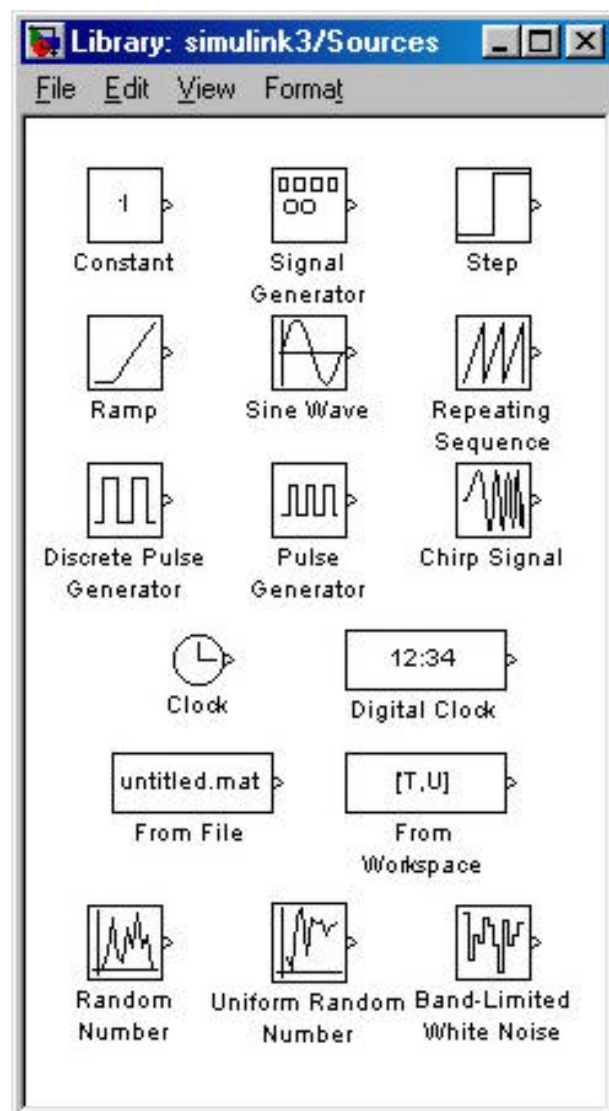 Library: simulink3/Sources
File Edit View Format
1
Constant
Signal
Generator
Step
Ramp
Sine Wave
Repeating
Sequence
Discrete Pulse
Generator
Pulse
Generator
Chirp Signal
Clock
12:34
Digital Clock
untitled.mat
From File
[T,U]
From
Workspace
Random
Number
Uniform Random
Number
Band-Limited
White Noise